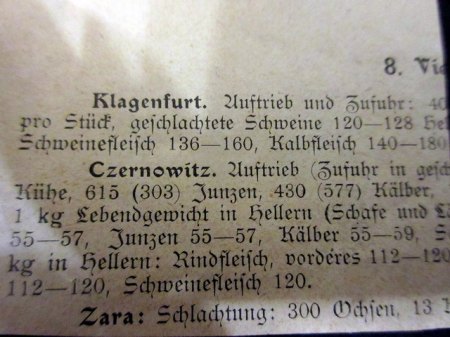 8. Vie
Klagenfurt. Auftrieb und Zufuhr: 40
pro Stück, geschlachtete Schweine 120—128 Hel
Schweinefleisch 136—160, Kalbfleisch 140—180
Czernowitz. Auftrieb (Zufuhr in gesch
Kühe, 615 (303) Junzen, 430 (577) Kälber,
1 kg Lebendgewicht in Hellern (Schafe und L
55—57, Junzen 55—57, Kälber 55—59, S
kg in Hellern: Rindfleisch, vorderes 112—120
112—120, Schweinefleisch 120.
Zara: Schlachtung: 300 Ochsen, 13 K